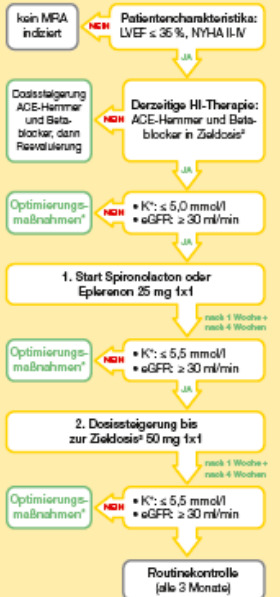 kein MRA
indiziert
NEIN
Patientencharakteristika:
LVEF ≤ 35 %, NYHA II-IV
JA
Dosissteigerung
ACE-Hemmer
und Beta-
blocker, dann
Reevaluierung
NEIN
Derzeitige HI-Therapie:
ACE-Hemmer und Beta-
blocker in Zieldosis²
JA
Optimierungs-
maßnahmen*
NEIN
• K⁺: ≤ 5,0 mmol/l
• eGFR: ≥ 30 ml/min
JA
1. Start Spironolacton oder
Eplerenon 25 mg 1x1
nach 1 Woche +
nach 4 Wochen
Optimierungs-
maßnahmen*
NEIN
• K⁺: ≤ 5,5 mmol/l
• eGFR: ≥ 30 ml/min
JA
2. Dosissteigerung bis
zur Zieldosis² 50 mg 1x1
nach 1 Woche +
nach 4 Wochen
Optimierungs-
maßnahmen*
NEIN
• K⁺: ≤ 5,5 mmol/l
• eGFR: ≥ 30 ml/min
Routinekontrolle
(alle 3 Monate)